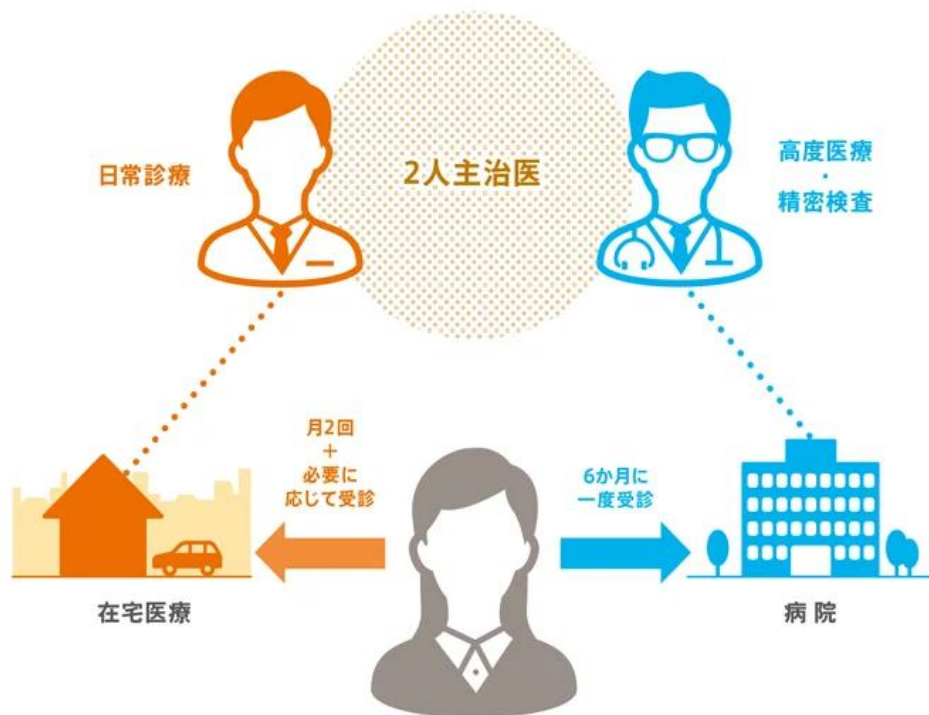 2人主治医
日常診療
高度医療
・
精密検査
月2回
+
必要に
応じて受診
6か月に
一度受診
在宅医療
病院